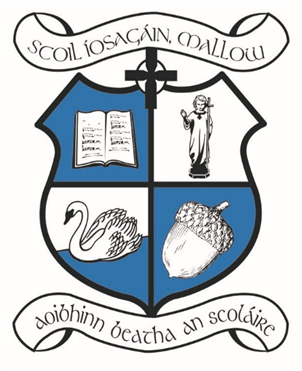 Scoil Íosagáin, Mallow
aoibhinn beatha an scoláire